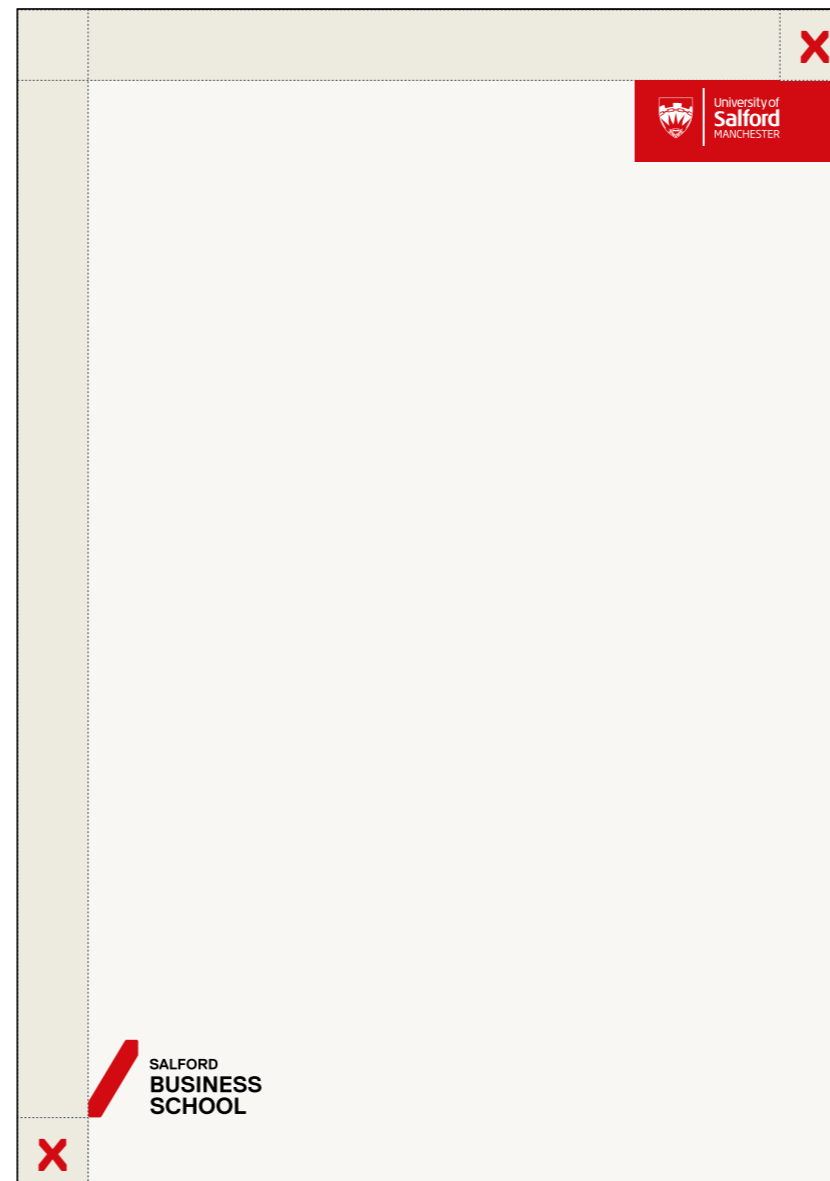 X
University of
Salford
MANCHESTER
SALFORD
BUSINESS
SCHOOL
X